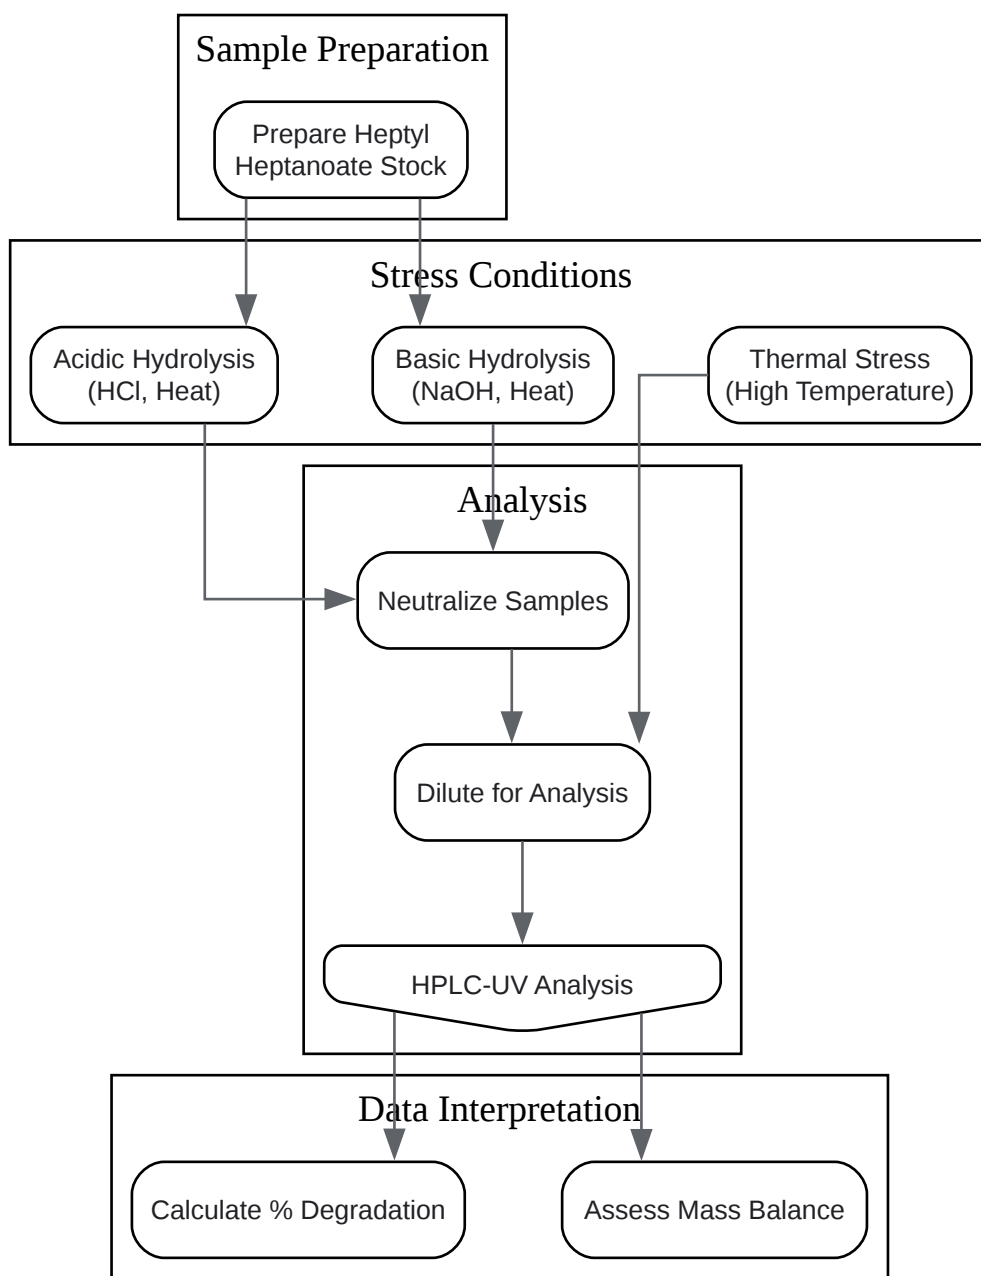 Sample Preparation
Prepare Heptyl
Heptanoate Stock
Stress Conditions
Acidic Hydrolysis
(HCl, Heat)
Basic Hydrolysis
(NaOH, Heat)
Thermal Stress
(High Temperature)
Analysis
Neutralize Samples
Dilute for Analysis
HPLC-UV Analysis
Data Interpretation
Calculate % Degradation
Assess Mass Balance